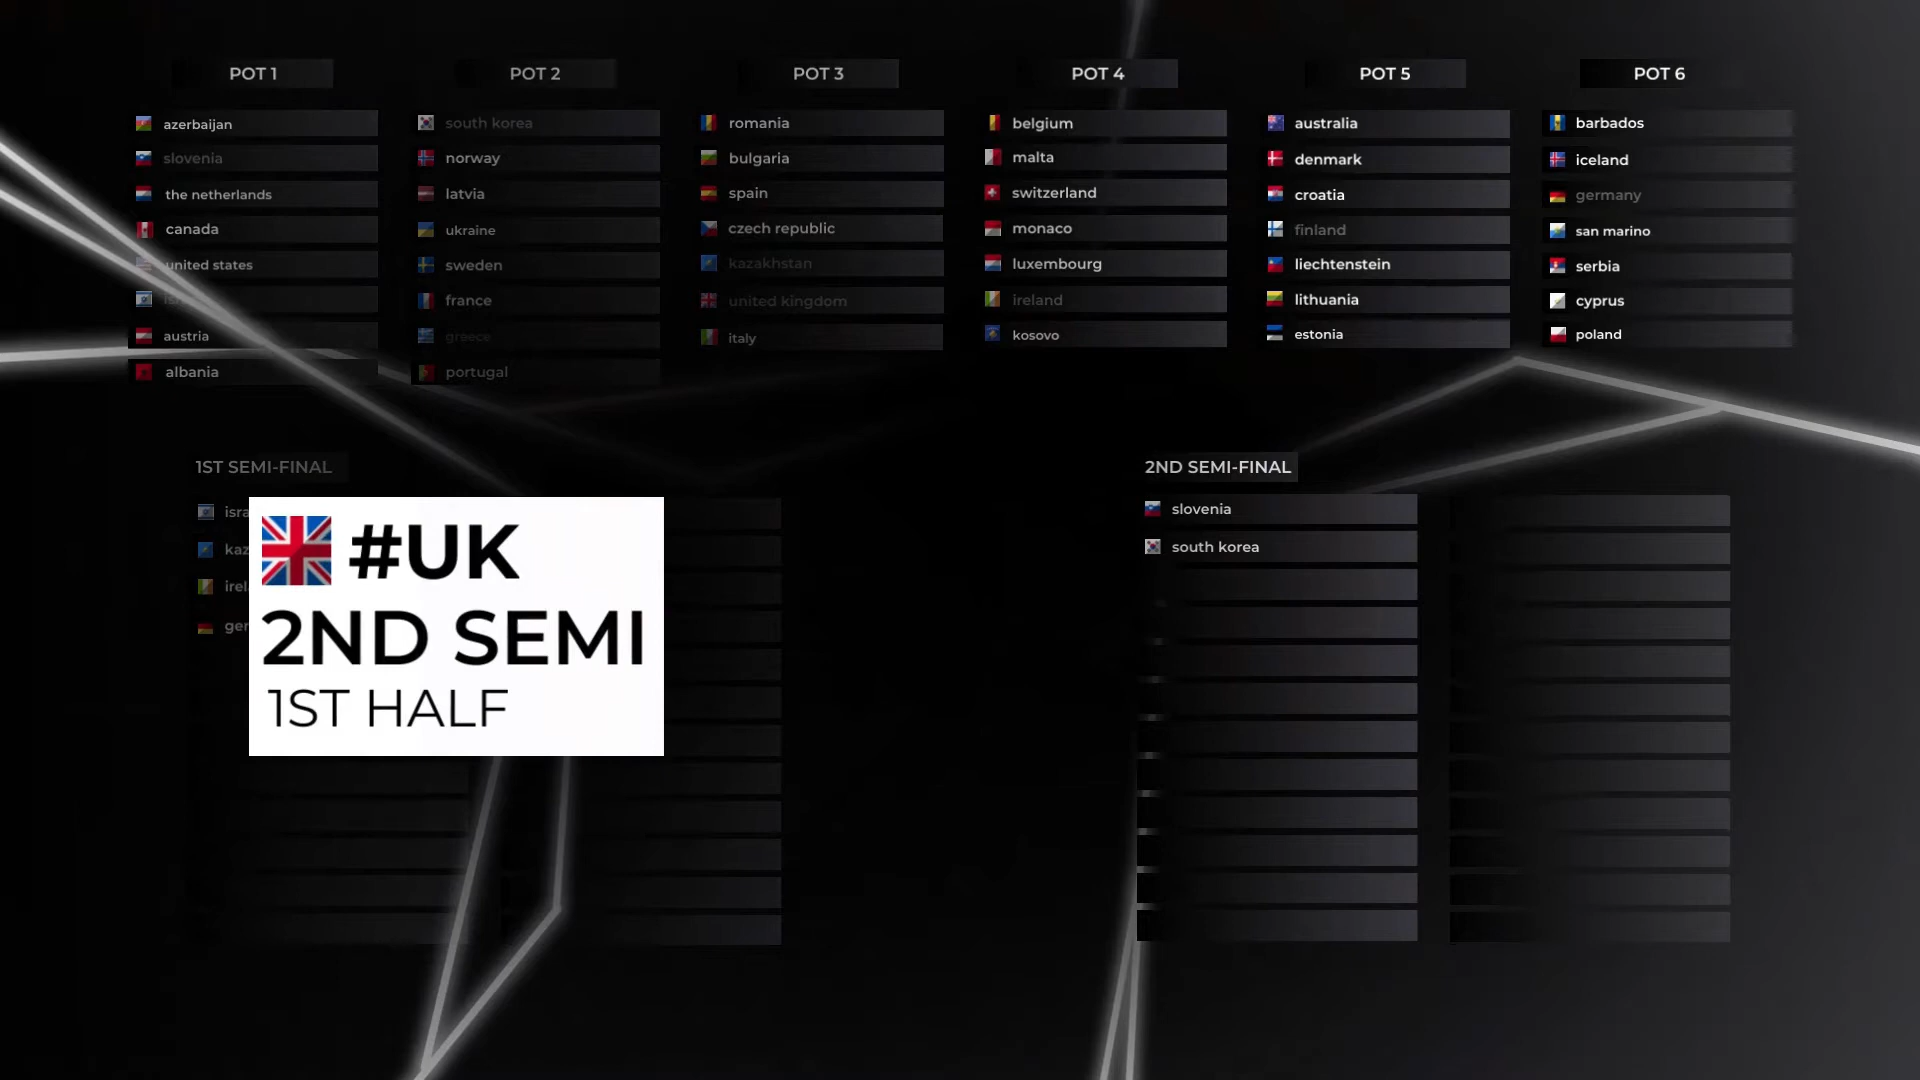 POT 1
azerbaijan
slovenia
the netherlands
canada
united states
austria
albania
POT 2
south korea
norway
latvia
ukraine
sweden
france
greece
portugal
POT 3
romania
bulgaria
spain
czech republic
kazakhstan
united kingdom
italy
POT 4
belgium
malta
switzerland
monaco
luxembourg
ireland
kosovo
POT 5
australia
denmark
croatia
finland
liechtenstein
lithuania
estonia
POT 6
barbados
iceland
germany
san marino
serbia
cyprus
poland
1ST SEMI-FINAL
#UK
2ND SEMI
1ST HALF
2ND SEMI-FINAL
slovenia
south korea